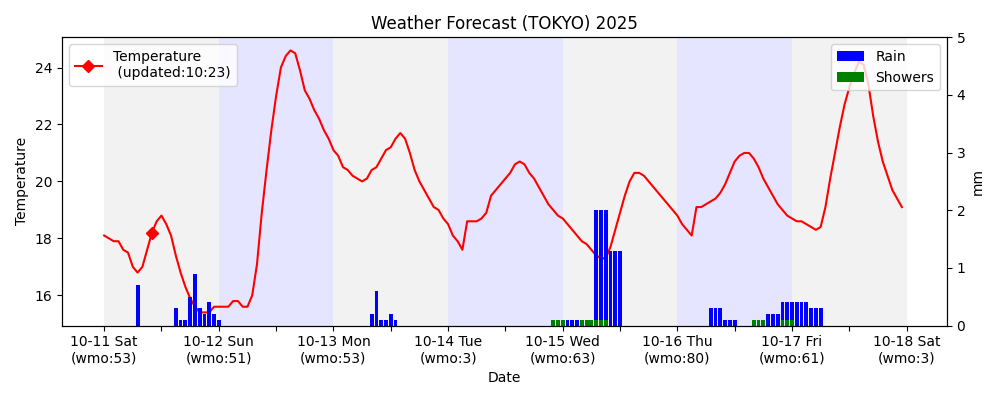 Weather Forecast (TOKYO) 2025
Temperature
(updated:10:23)
Rain
Showers
24
22
20
18
16
Temperature
5
4
3
2
1
0
mm
10-11 Sat
(wmo:53)
10-12 Sun
(wmo:51)
10-13 Mon
(wmo:53)
10-14 Tue
(wmo:3)
10-15 Wed
(wmo:63)
10-16 Thu
(wmo:80)
10-17 Fri
(wmo:61)
10-18 Sat
(wmo:3)
Date